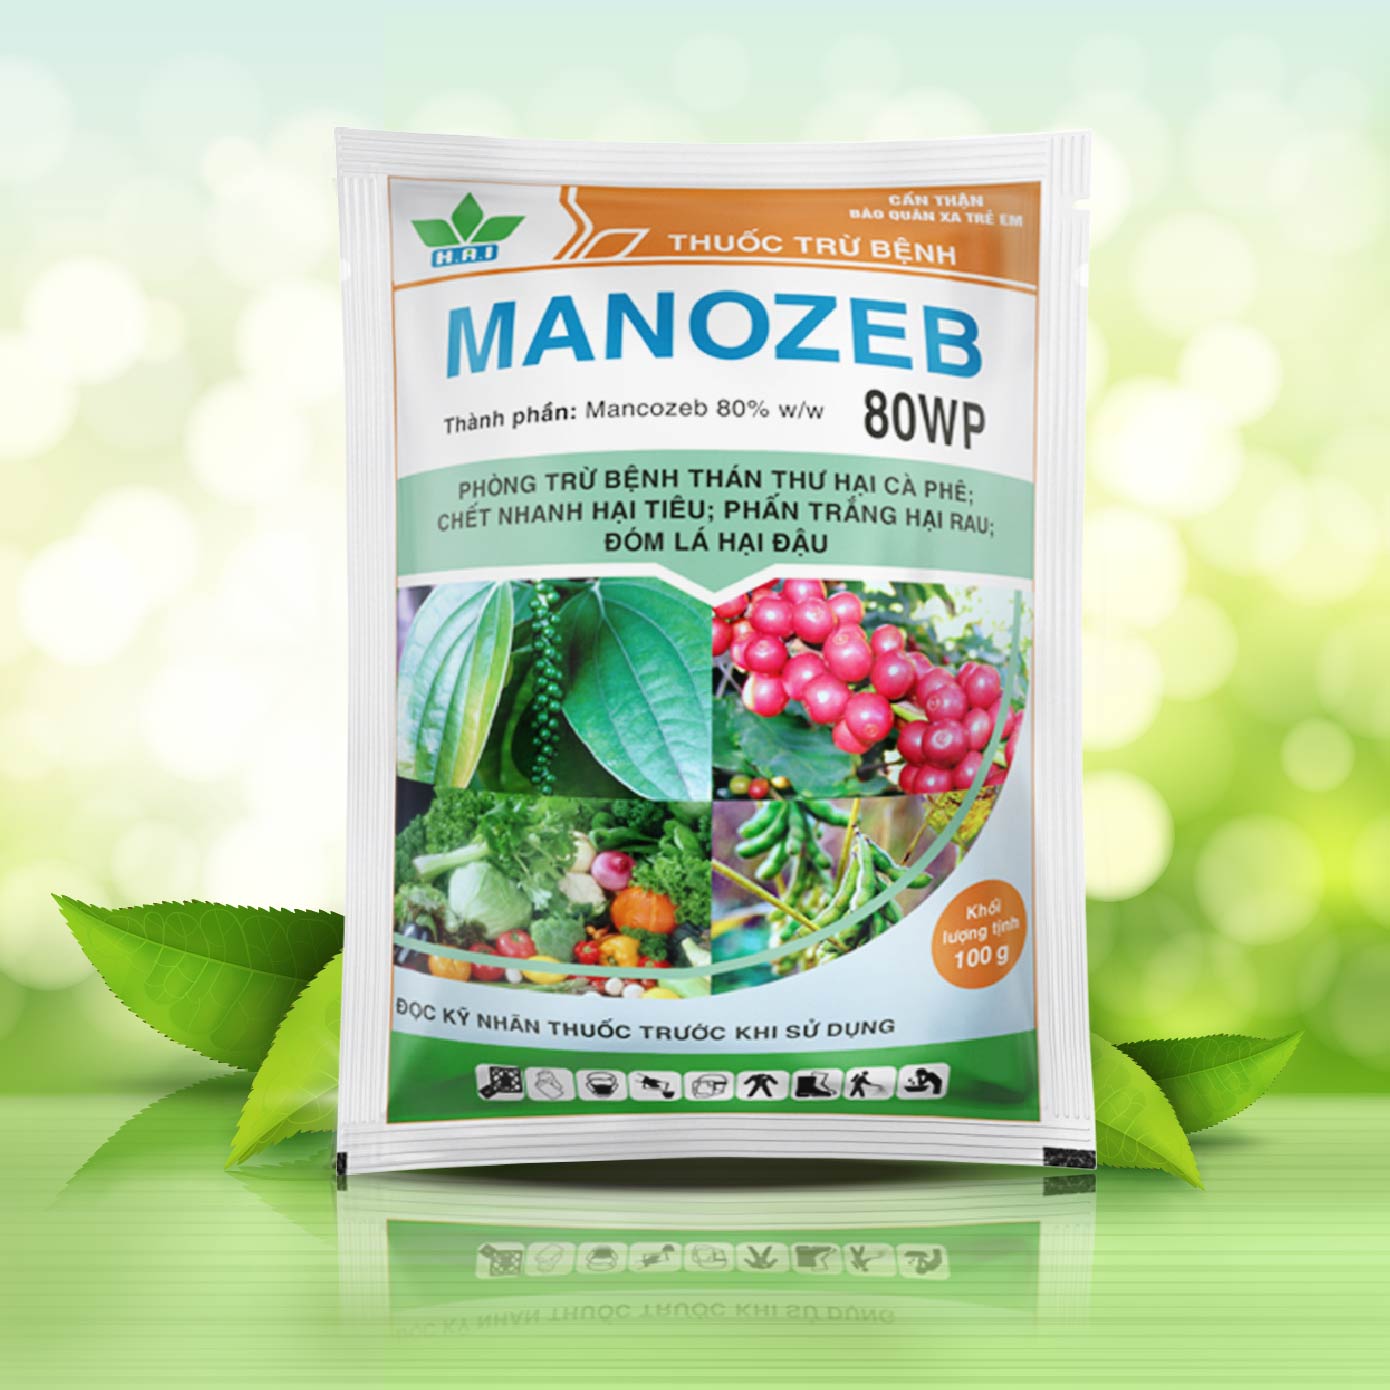 H.A.I
CẨN THẬN
BẢO QUẢN XA TRẺ EM
THUỐC TRỪ BỆNH
MANOZEB
Thành phần: Mancozeb 80% w/w
80WP
PHÒNG TRỪ BỆNH THÁN THƯ HẠI CÀ PHÊ;
CHẾT NHANH HẠI TIÊU; PHẤN TRẮNG HẠI RAU;
ĐỐM LÁ HẠI ĐẬU
Khối
lượng tịnh
100 g
ĐỌC KỸ NHÃN THUỐC TRƯỚC KHI SỬ DỤNG